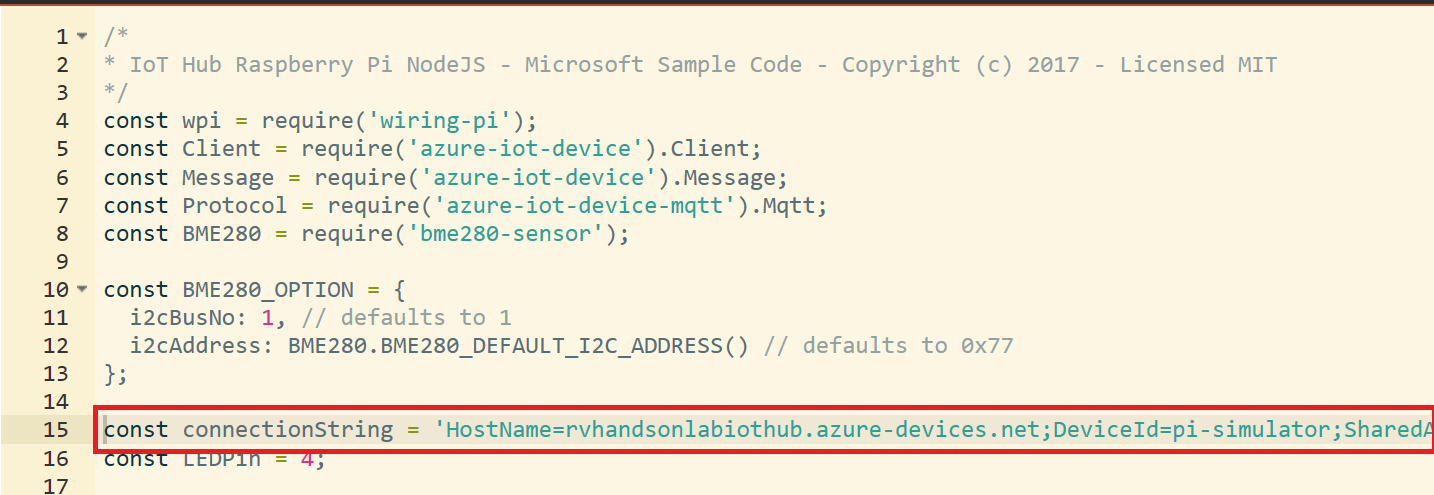 1 /*
2 * IoT Hub Raspberry Pi NodeJS - Microsoft Sample Code - Copyright (c) 2017 - Licensed MIT
3 */
4 const wpi = require('wiring-pi');
5 const Client = require('azure-iot-device').Client;
6 const Message = require('azure-iot-device').Message;
7 const Protocol = require('azure-iot-device-mqtt').Mqtt;
8 const BME280 = require('bme280-sensor');
9
10 const BME280_OPTION = {
11   i2cBusNo: 1, // defaults to 1
12   i2cAddress: BME280.BME280_DEFAULT_I2C_ADDRESS() // defaults to 0x77
13 };
14
15 const connectionString = 'HostName=rvhandsonlabiothub.azure-devices.net;DeviceId=pi-simulator;SharedA
16 const LEDPin = 4;
17